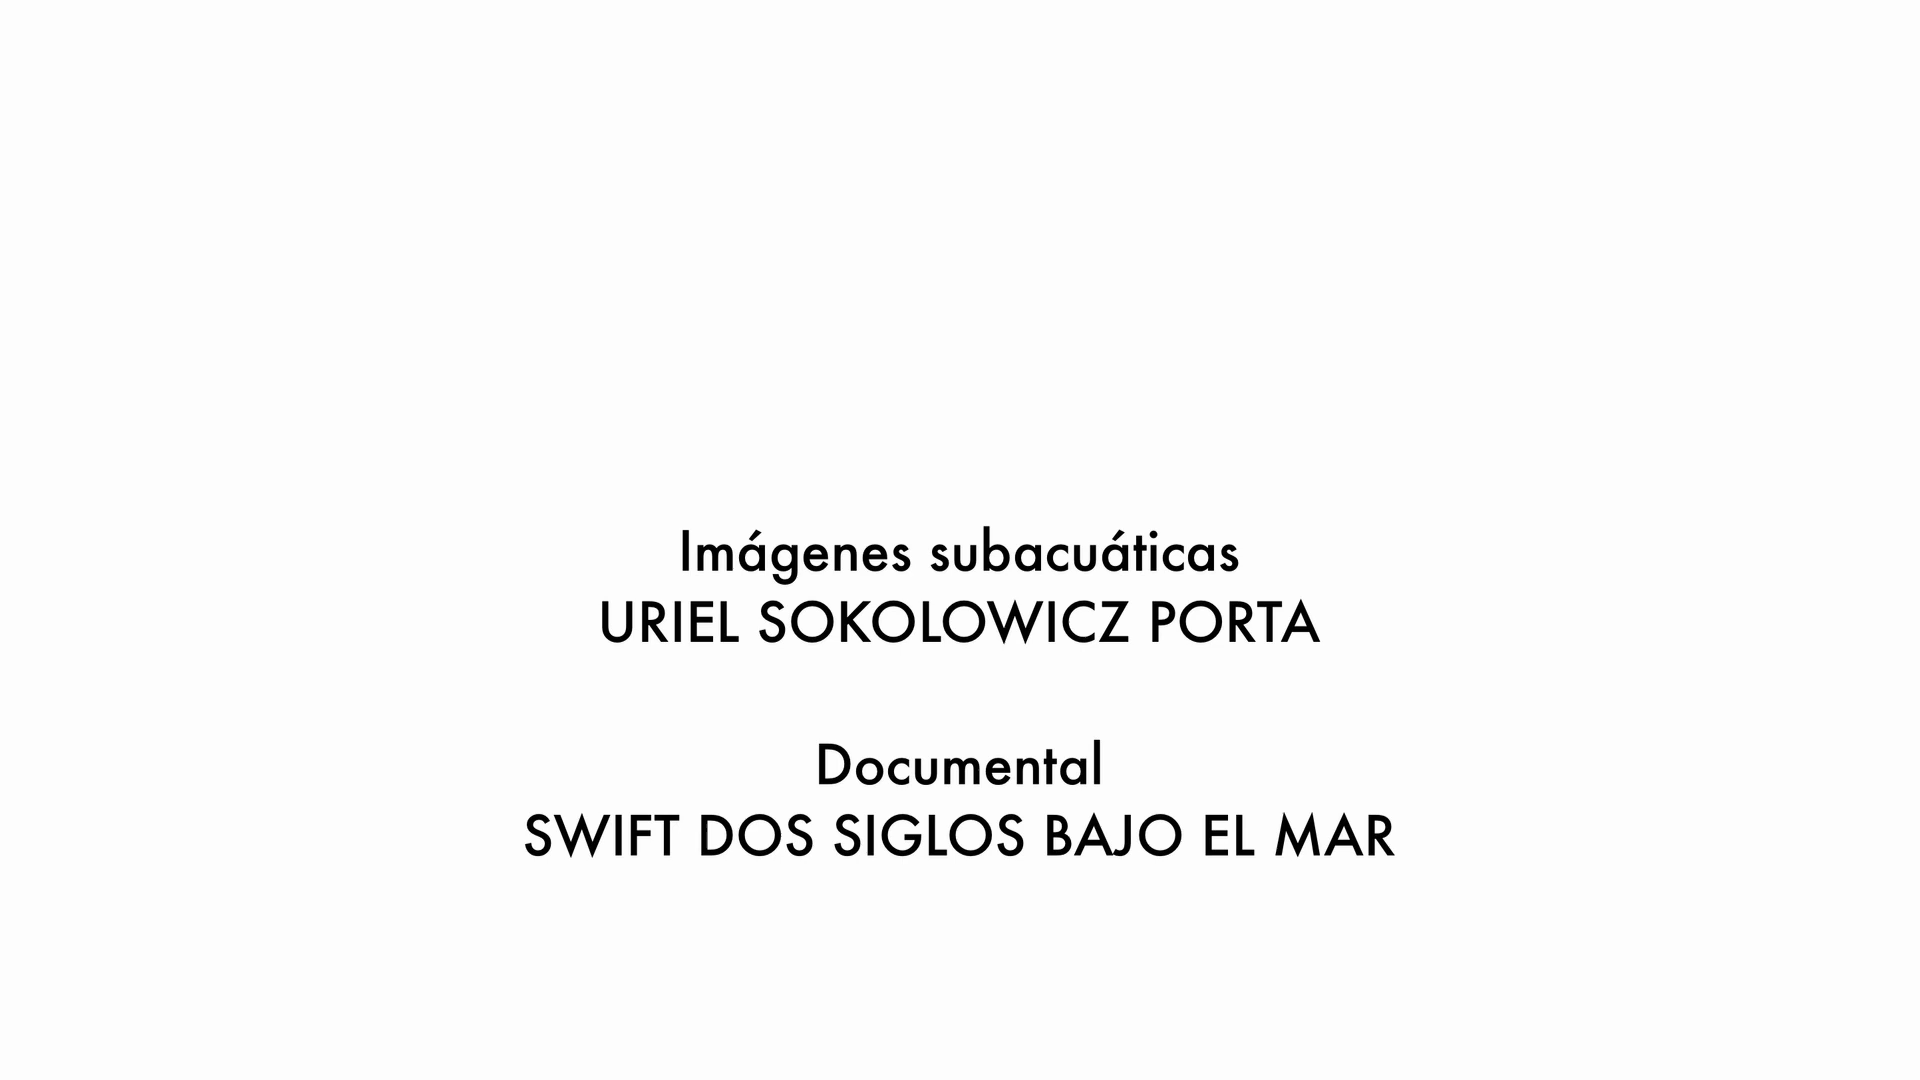 Imágenes subacuáticas
URIEL SOKOLOWICZ PORTA
Documental
SWIFT DOS SIGLOS BAJO EL MAR